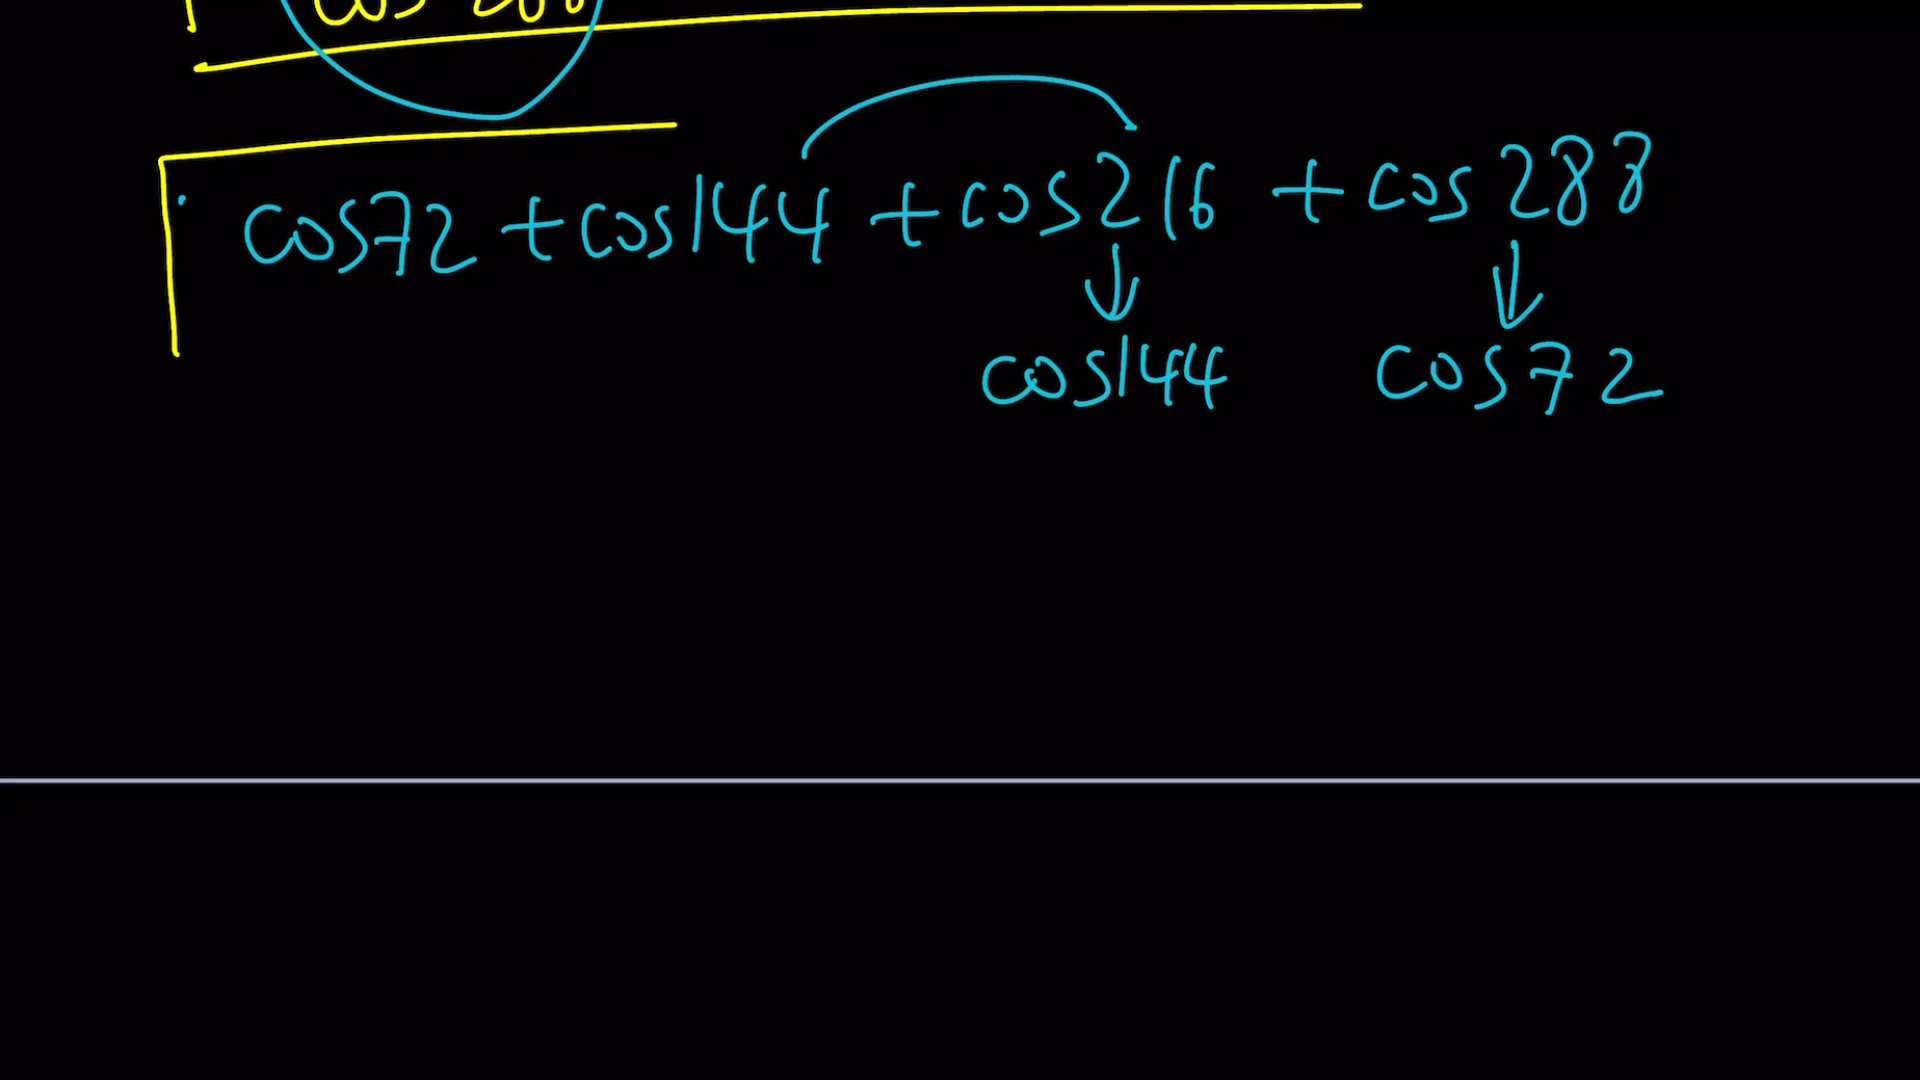 cos72 + cos144 + cos216 + cos288
cos144 cos72